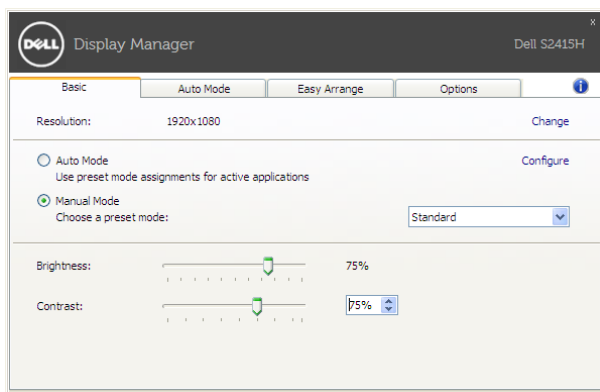 DELL Display Manager Dell S2415H
Basic Auto Mode Easy Arrange Options
Resolution: 1920x1080 Change
Auto Mode Configure
Use preset mode assignments for active applications
Manual Mode
Choose a preset mode: Standard
Brightness: 75%
Contrast: 75%